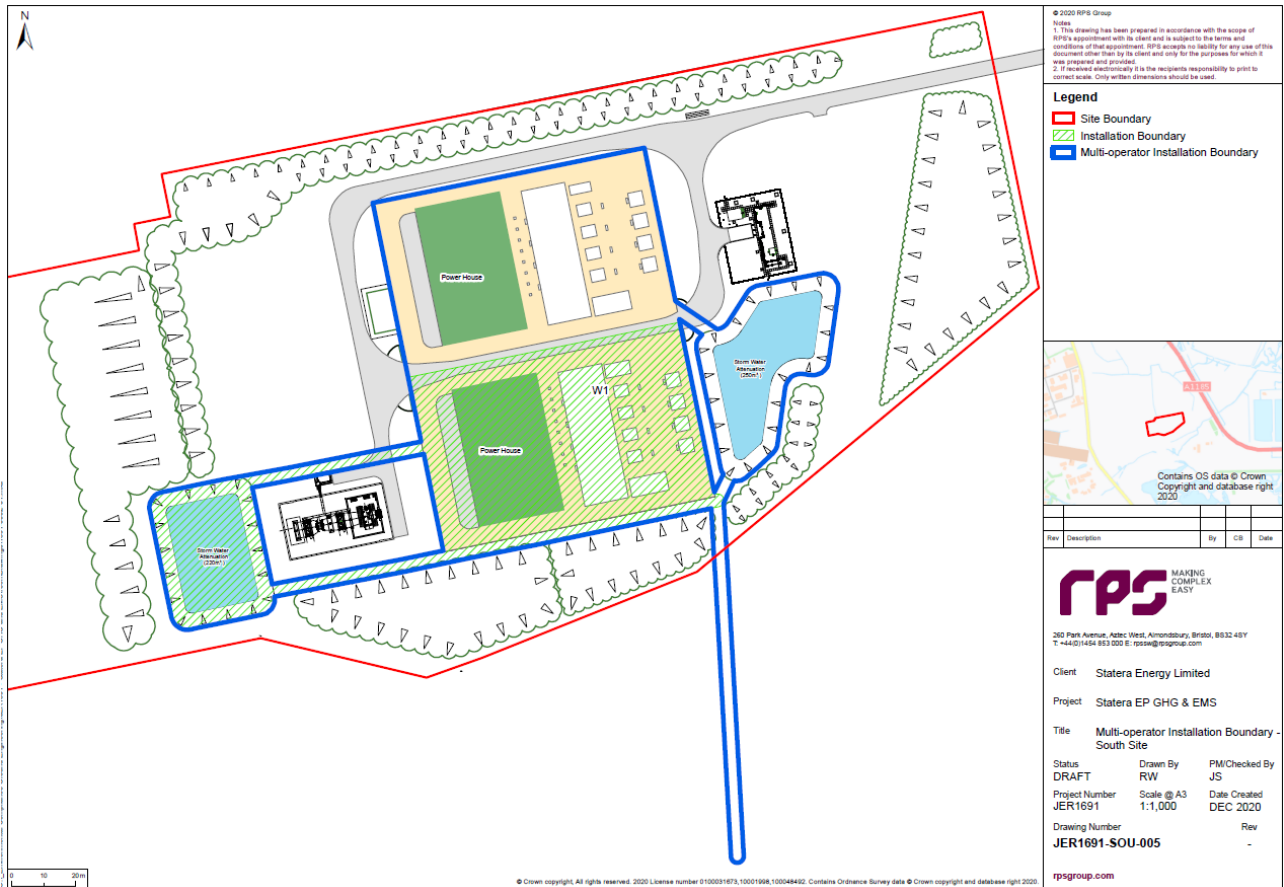 N
Power House
Power House
W1
Storm Water
Attenuation
Storm Water
Attenuation
0 10 20m
© Crown copyright, All rights reserved. 2020 License number 0100031673,10001998,100048492. Contains Ordnance Survey data © Crown copyright and database right 2020.
© 2020 RPS Group
Notes
1. This drawing has been prepared in accordance with the scope of
RPS's appointment with its client and is subject to the terms and
conditions of that appointment. RPS accepts no liability for any use of this
document other than by its client and only for the purposes for which it
was prepared and provided.
2. If received electronically it is the recipients responsibility to print to
correct scale. Only written dimensions should be used.
Legend
Site Boundary
Installation Boundary
Multi-operator Installation Boundary
Contains OS data © Crown
Copyright and database right
2020
Rev Description By CB Date
rps
MAKING
COMPLEX
EASY
260 Park Avenue, Aztec West, Almondsbury, Bristol, BS32 4SY
T: +44(0)1454 853 000 E: rpssw@rpsgroup.com
Client Statera Energy Limited
Project Statera EP GHG & EMS
Title Multi-operator Installation Boundary -
South Site
Status Drawn By PM/Checked By
DRAFT RW JS
Project Number Scale @ A3 Date Created
JER1691 1:1,000 DEC 2020
Drawing Number Rev
JER1691-SOU-005 -
rpsgroup.com